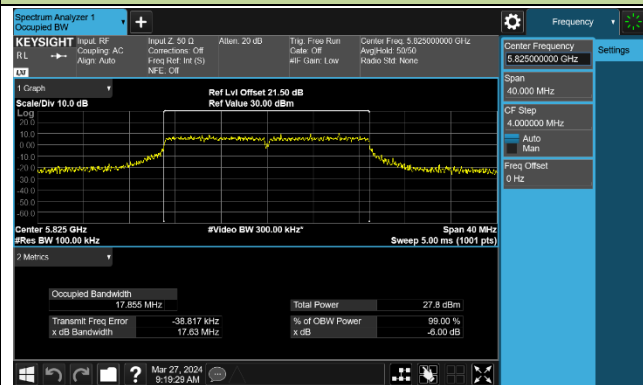 Spectrum Analyzer 1
Occupied BW
Frequency
KEYSIGHT
RL
Input: RF
Coupling: AC
Align: Auto
Input Z: 50 Ω
Corrections: Off
Freq Ref: Int (S)
NFE: Off
Atten: 20 dB
Trig: Free Run
Gate: Off
#IF Gain: Low
Center Freq: 5.825000000 GHz
Avg|Hold: 50/50
Radio Std: None
LXI
Center Frequency
5.825000000 GHz
Settings
Span
40.000 MHz
CF Step
4.000000 MHz
Auto
Man
Freq Offset
0 Hz
1 Graph
Scale/Div 10.0 dB
Ref Lvl Offset 21.50 dB
Ref Value 30.00 dBm
Log
20.0
10.0
0.00
-10.0
-20.0
-30.0
-40.0
-50.0
-60.0
Center 5.825 GHz
#Res BW 100.00 kHz
#Video BW 300.00 kHz*
Span 40 MHz
Sweep 5.00 ms (1001 pts)
2 Metrics
Occupied Bandwidth
17.855 MHz
Total Power 27.8 dBm
Transmit Freq Error -38.817 kHz
% of OBW Power 99.00 %
x dB Bandwidth 17.63 MHz
x dB -6.00 dB
Mar 27, 2024
9:19:29 AM